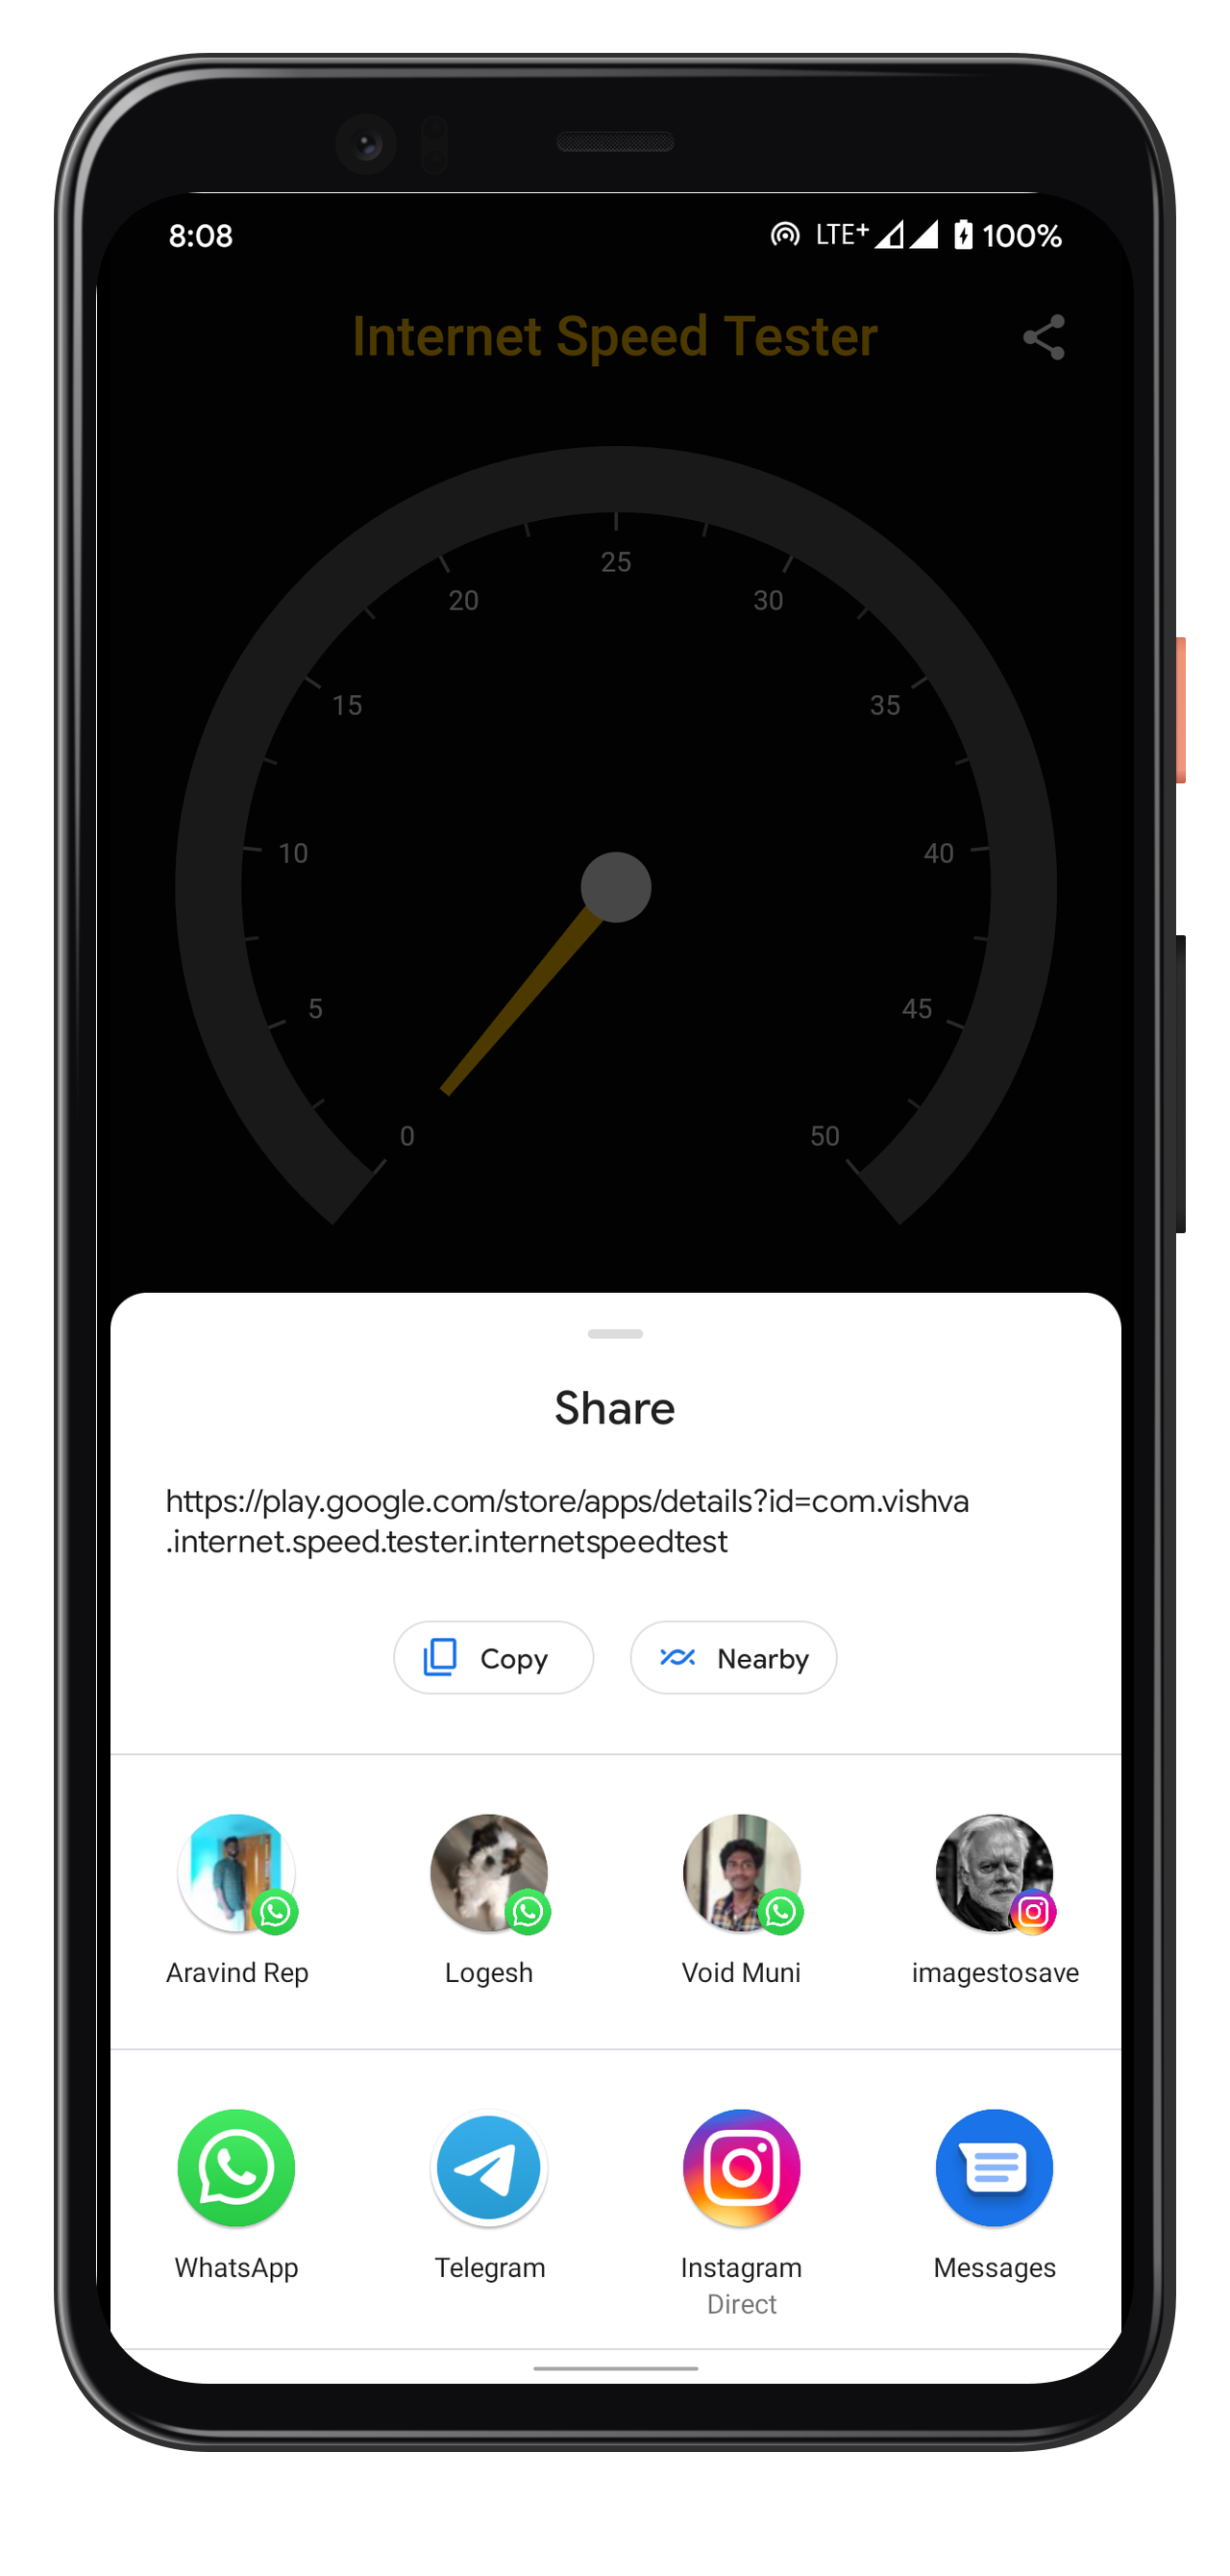 8:08 LTE+ 100%
Internet Speed Tester
25
20 30
15 35
10 40
5 45
0 50
Share
https://play.google.com/store/apps/details?id=com.vishva
.internet.speed.tester.internetspeedtest
Copy Nearby
Aravind Rep Logesh Void Muni imagestosave
WhatsApp Telegram Instagram Messages
Direct